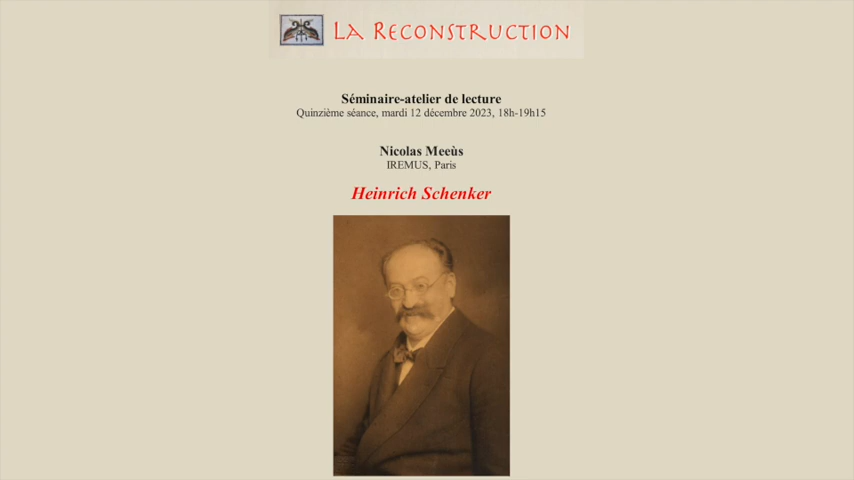 La Reconstruction
Séminaire-atelier de lecture
Quinzième séance, mardi 12 décembre 2023, 18h-19h15
Nicolas Meeùs
IREMUS, Paris
Heinrich Schenker